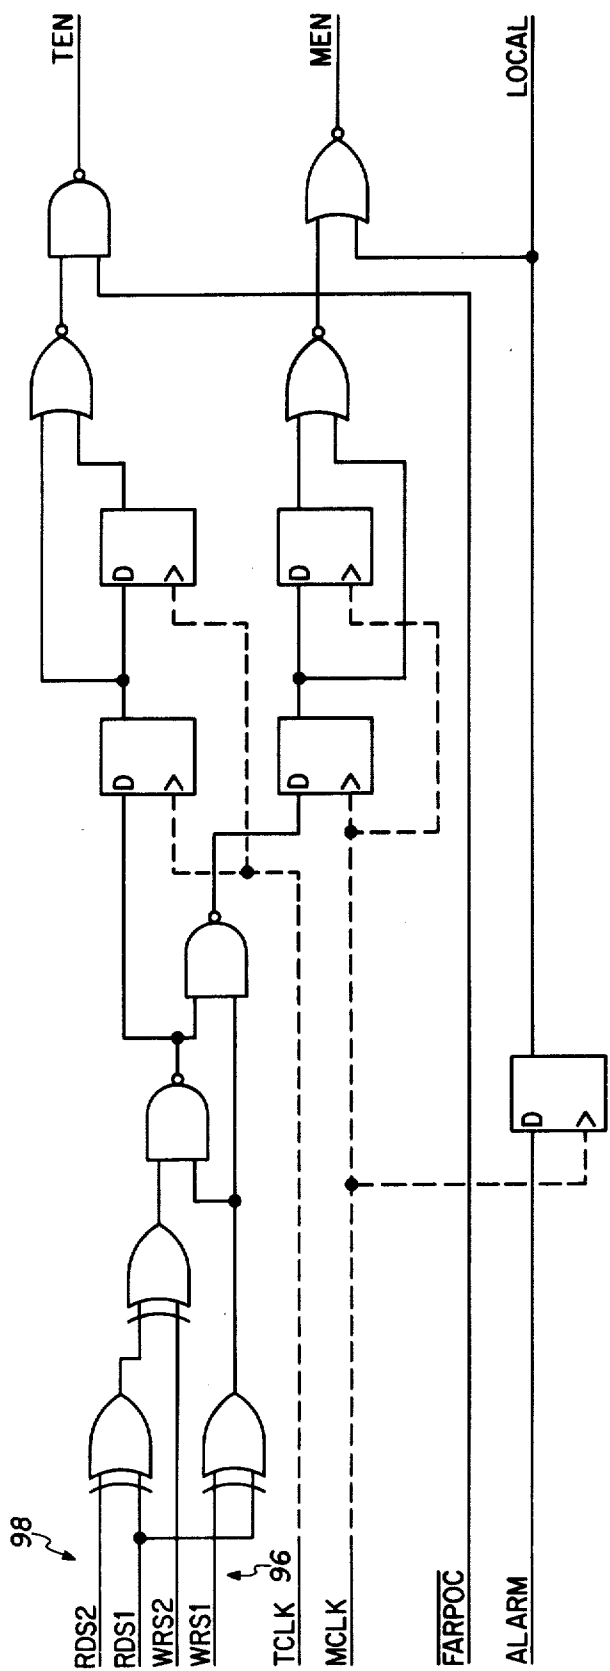 TEN
MEN
LOCAL
D
D
D
D
D
98
96
RDS2
RDS1
WRS2
WRS1
TCLK
MCLK
FARPOC
ALARM